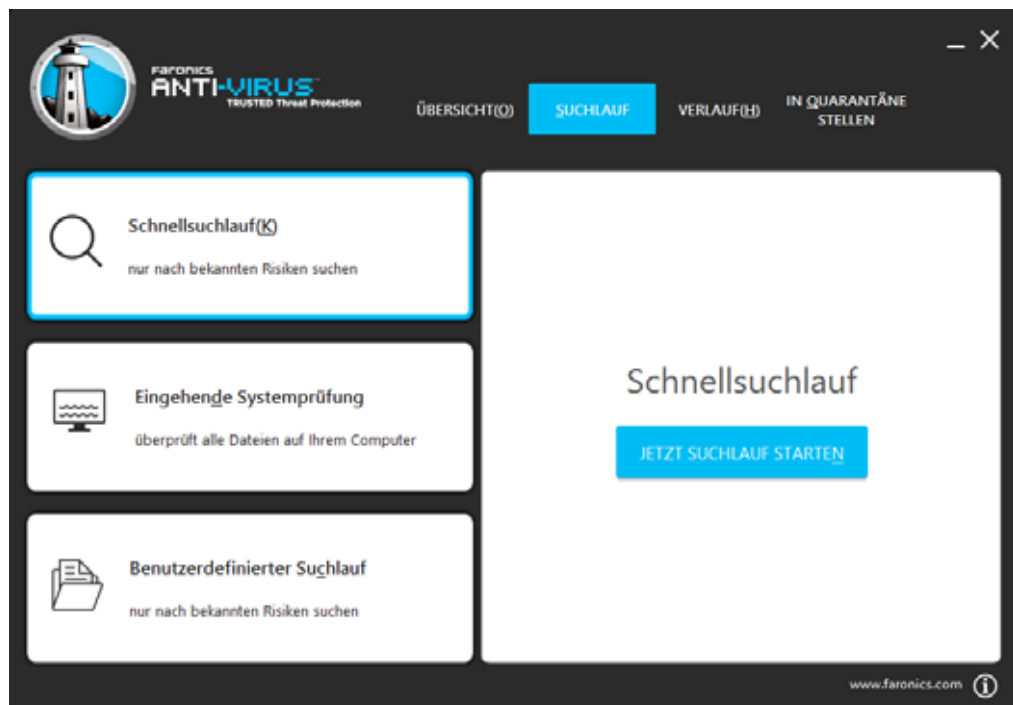 Faronics
ANTI-VIRUS™
TRUSTED Threat Protection
ÜBERSICHT(O)
SUCHLAUF
VERLAUF(H)
IN QUARANTÄNE
STELLEN
Schnellsuchlauf(K)
nur nach bekannten Risiken suchen
Eingehende Systemprüfung
überprüft alle Dateien auf Ihrem Computer
Benutzerdefinierter Suchlauf
nur nach bekannten Risiken suchen
Schnellsuchlauf
JETZT SUCHLAUF STARTEN
www.faronics.com